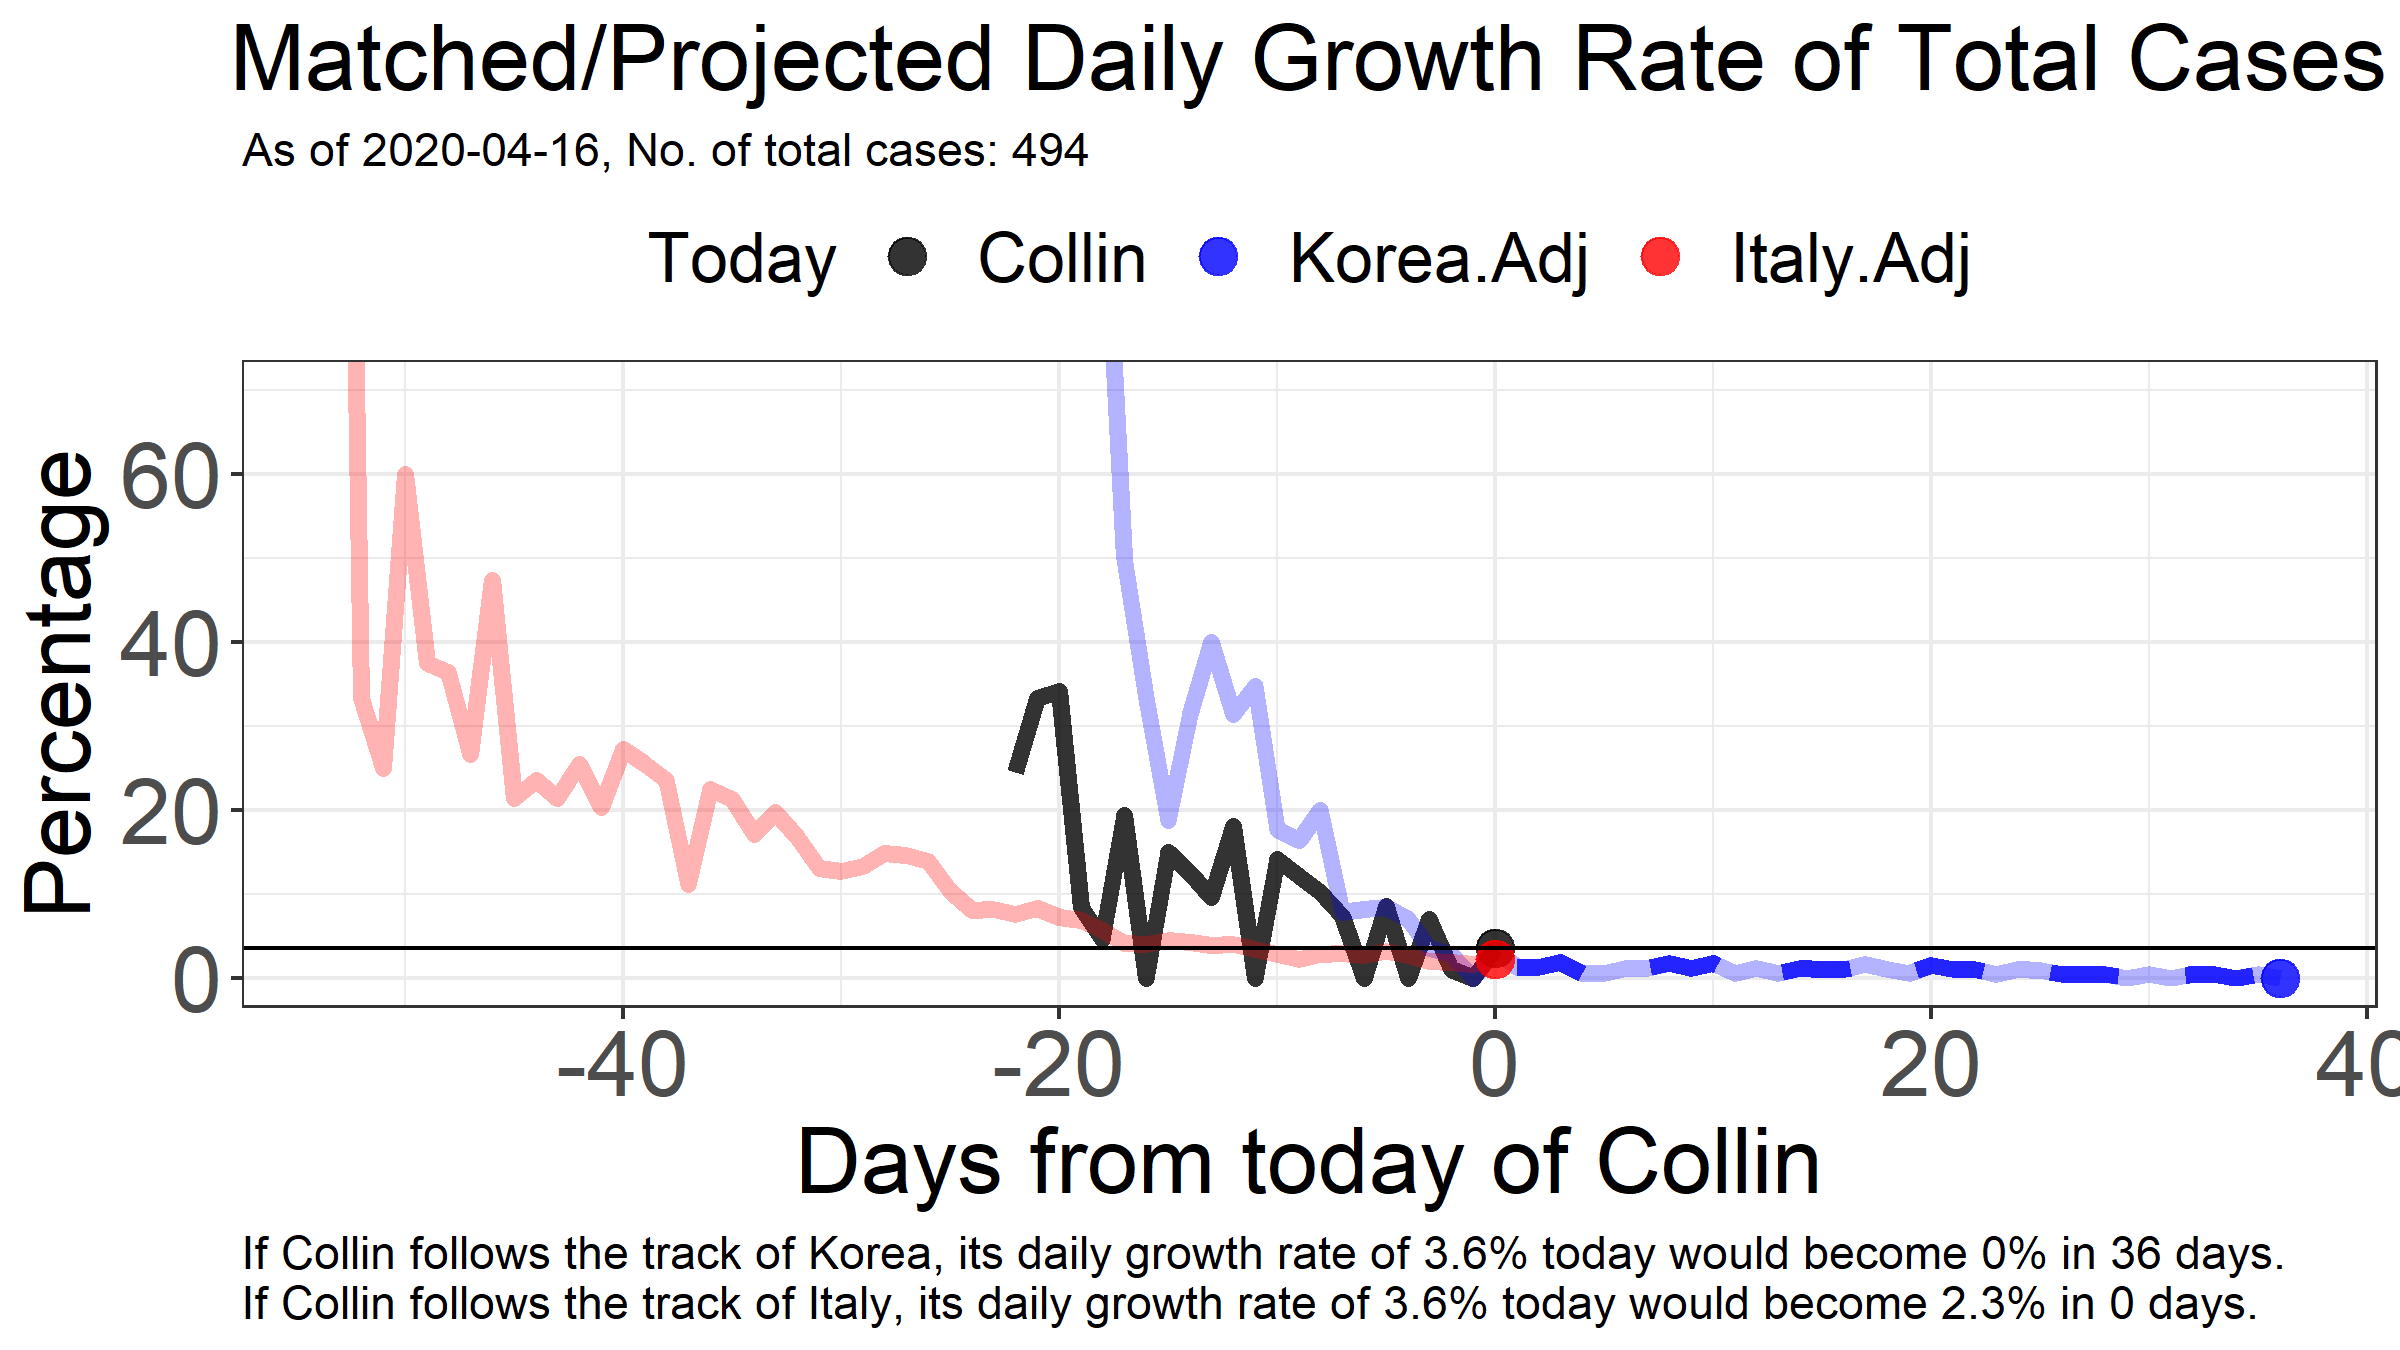 Matched/Projected Daily Growth Rate of Total Cases
As of 2020-04-16, No. of total cases: 494
Today Collin Korea.Adj Italy.Adj
Percentage
60
40
20
0
-40 -20 0 20 40
Days from today of Collin
If Collin follows the track of Korea, its daily growth rate of 3.6% today would become 0% in 36 days.
If Collin follows the track of Italy, its daily growth rate of 3.6% today would become 2.3% in 0 days.